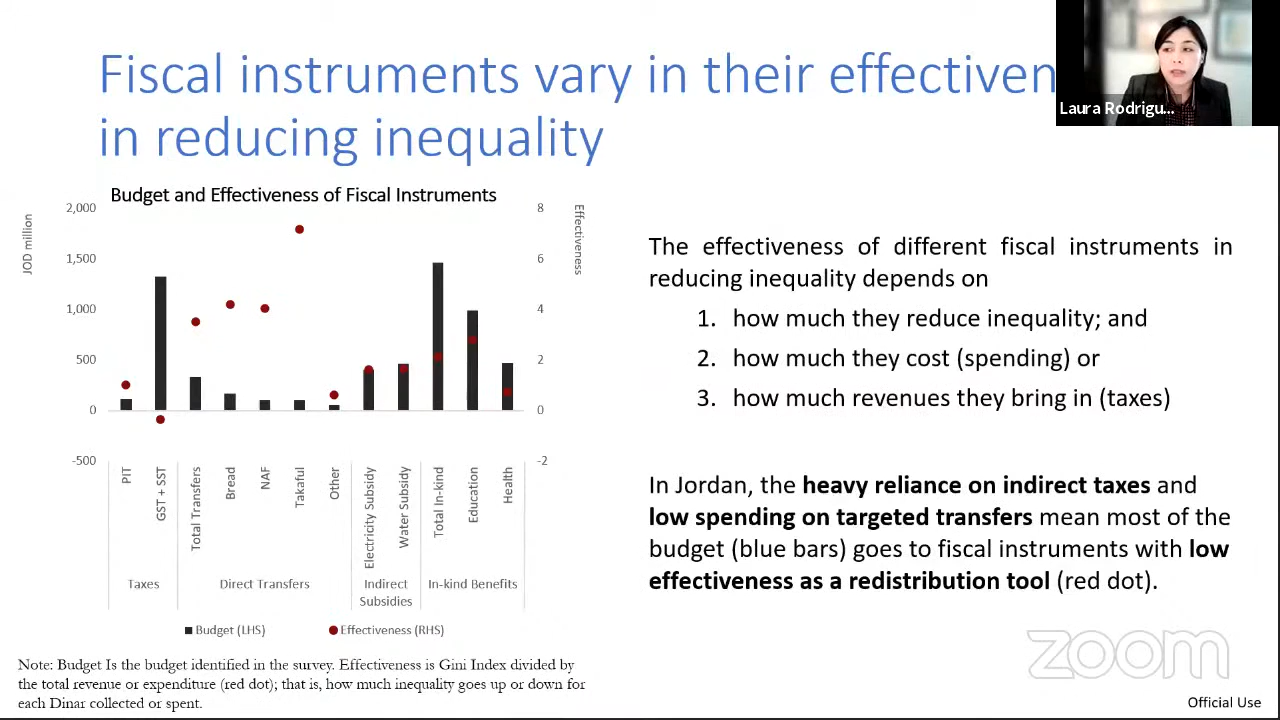 Fiscal instruments vary in their effectiven
in reducing inequality
Laura Rodrigu...
Budget and Effectiveness of Fiscal Instruments
JOD million
Effectiveness
2,000
1,500
1,000
500
0
-500
8
6
4
2
0
-2
PIT
GST + SST
Total Transfers
Bread
NAF
Takaful
Other
Electricity Subsidy
Water Subsidy
Total In-kind
Education
Health
Taxes
Direct Transfers
Indirect
Subsidies
In-kind Benefits
Budget (LHS)
Effectiveness (RHS)
Note: Budget Is the budget identified in the survey. Effectiveness is Gini Index divided by
the total revenue or expenditure (red dot); that is, how much inequality goes up or down for
each Dinar collected or spent.
The effectiveness of different fiscal instruments in
reducing inequality depends on
1. how much they reduce inequality; and
2. how much they cost (spending) or
3. how much revenues they bring in (taxes)
In Jordan, the heavy reliance on indirect taxes and
low spending on targeted transfers mean most of the
budget (blue bars) goes to fiscal instruments with low
effectiveness as a redistribution tool (red dot).
zoom
Official Use